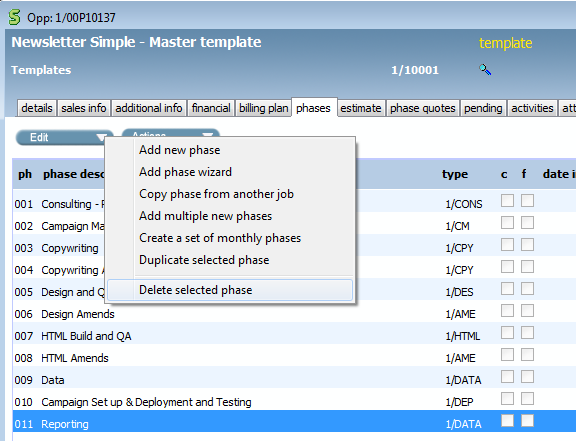 Opp: 1/00P10137
Newsletter Simple - Master template template
Templates 1/10001
details sales info additional info financial billing plan phases estimate phase quotes pending activities att
Edit Actions
Add new phase
Add phase wizard
Copy phase from another job
Add multiple new phases
Create a set of monthly phases
Duplicate selected phase
Delete selected phase
ph phase desc type c f date i
001 Consulting - 1/CONS
002 Campaign Ma 1/CM
003 Copywriting 1/CPY
004 Copywriting A 1/CPY
005 Design and Q 1/DES
006 Design Amends 1/AME
007 HTML Build and QA 1/HTML
008 HTML Amends 1/AME
009 Data 1/DATA
010 Campaign Set up & Deployment and Testing 1/DEP
011 Reporting 1/DATA